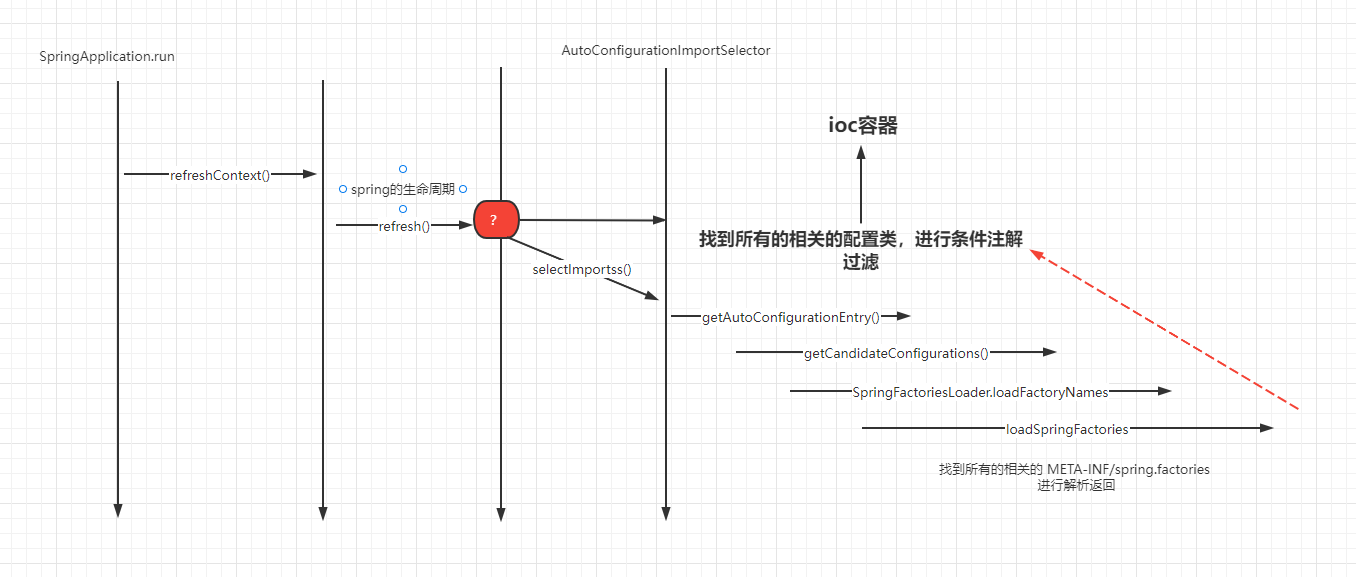 SpringApplication.run
AutoConfigurationImportSelector
ioc容器
refreshContext()
spring的生命周期
refresh()
?
找到所有的相关的配置类，进行条件注解
过滤
selectImportss()
getAutoConfigurationEntry()
getCandidateConfigurations()
SpringFactoriesLoader.loadFactoryNames
loadSpringFactories
找到所有的相关的 META-INF/spring.factories
进行解析返回